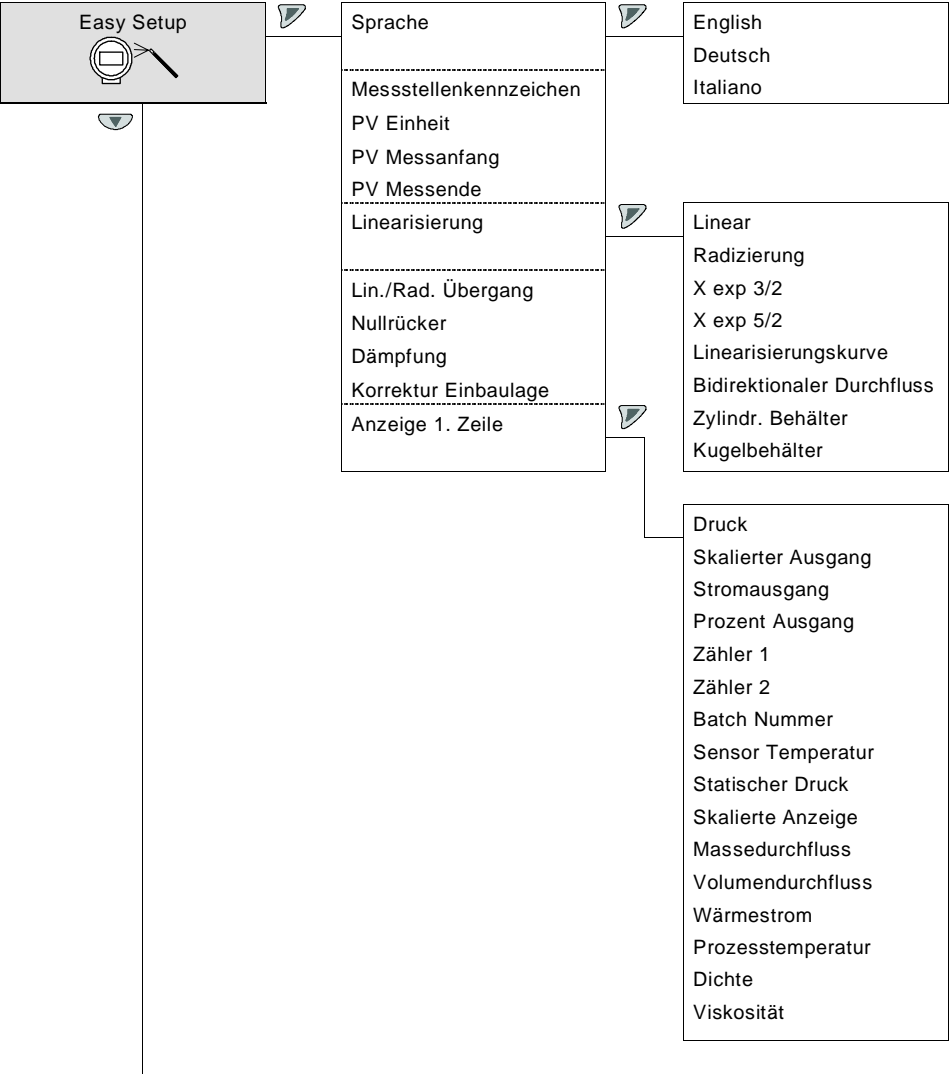 Easy Setup
Sprache
Messstellenkennzeichen
PV Einheit
PV Messanfang
PV Messende
Linearisierung
Lin./Rad. Übergang
Nullrücker
Dämpfung
Korrektur Einbaulage
Anzeige 1. Zeile
English
Deutsch
Italiano
Linear
Radizierung
X exp 3/2
X exp 5/2
Linearisierungskurve
Bidirektionaler Durchfluss
Zylindr. Behälter
Kugelbehälter
Druck
Skalierter Ausgang
Stromausgang
Prozent Ausgang
Zähler 1
Zähler 2
Batch Nummer
Sensor Temperatur
Statischer Druck
Skalierte Anzeige
Massedurchfluss
Volumendurchfluss
Wärmestrom
Prozesstemperatur
Dichte
Viskosität